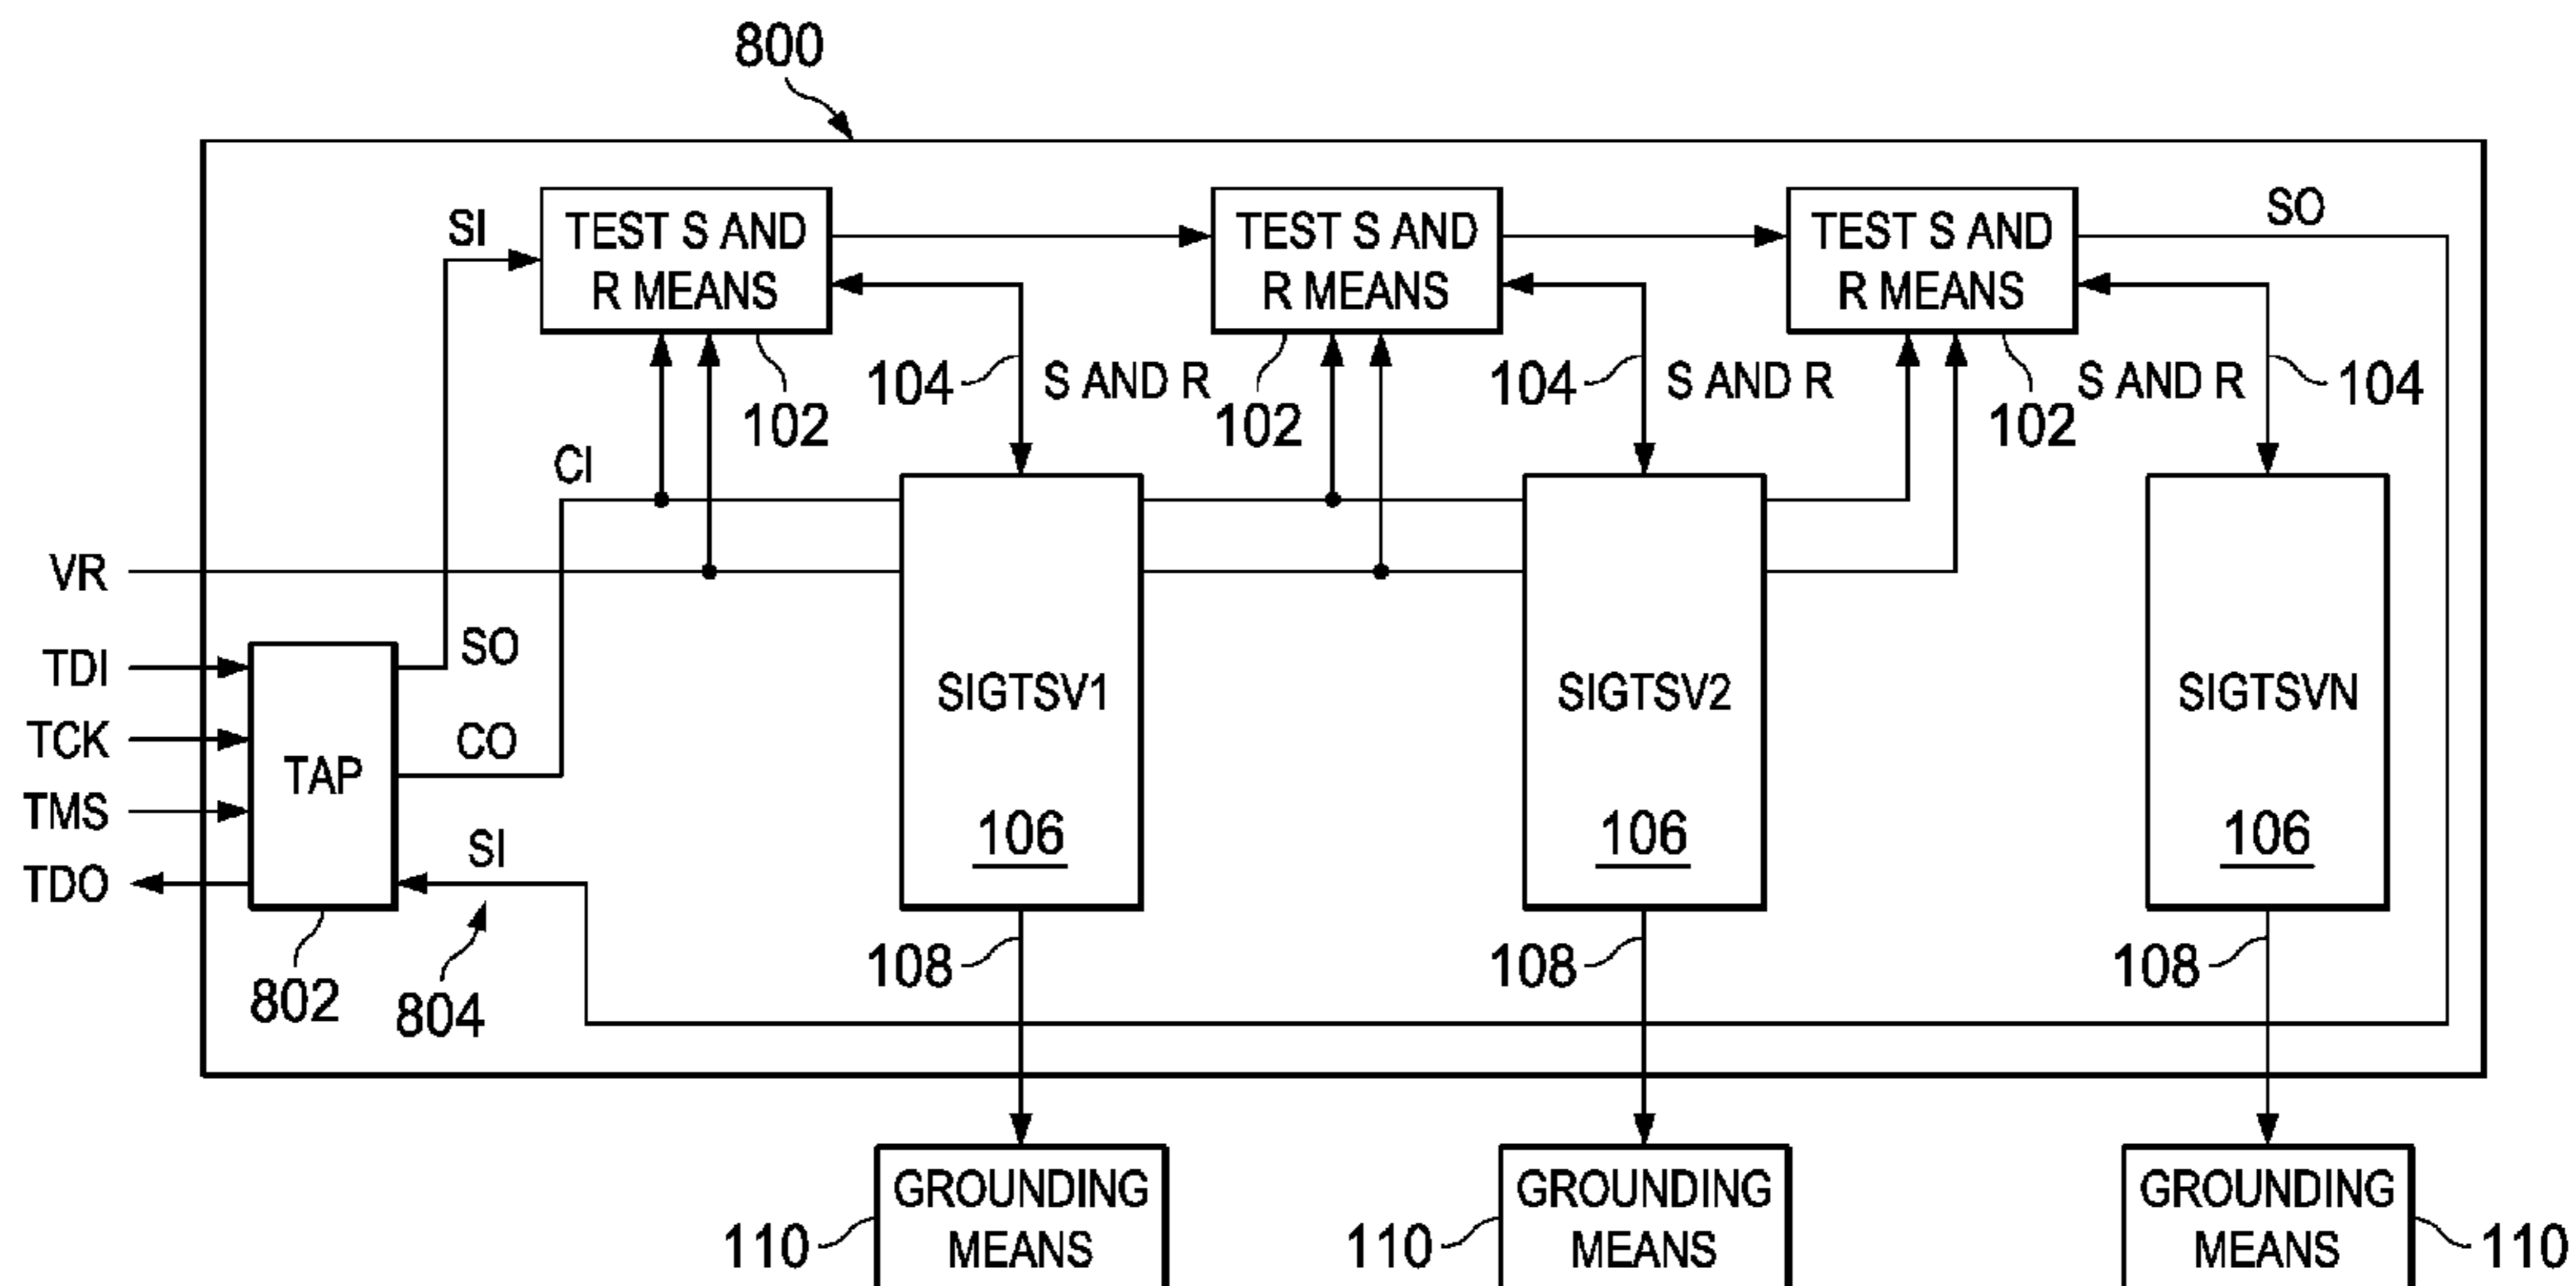 800
SI
TEST S AND
R MEANS
TEST S AND
R MEANS
TEST S AND
R MEANS
SO
102
104
S AND R
102
104
S AND R
102
S AND R
104
CI
VR
TDI
TCK
TMS
TDO
TAP
SO
CO
SI
802
804
SIGTSV1
106
SIGTSV2
106
SIGTSVN
106
108
108
108
110
GROUNDING
MEANS
110
GROUNDING
MEANS
GROUNDING
MEANS
110